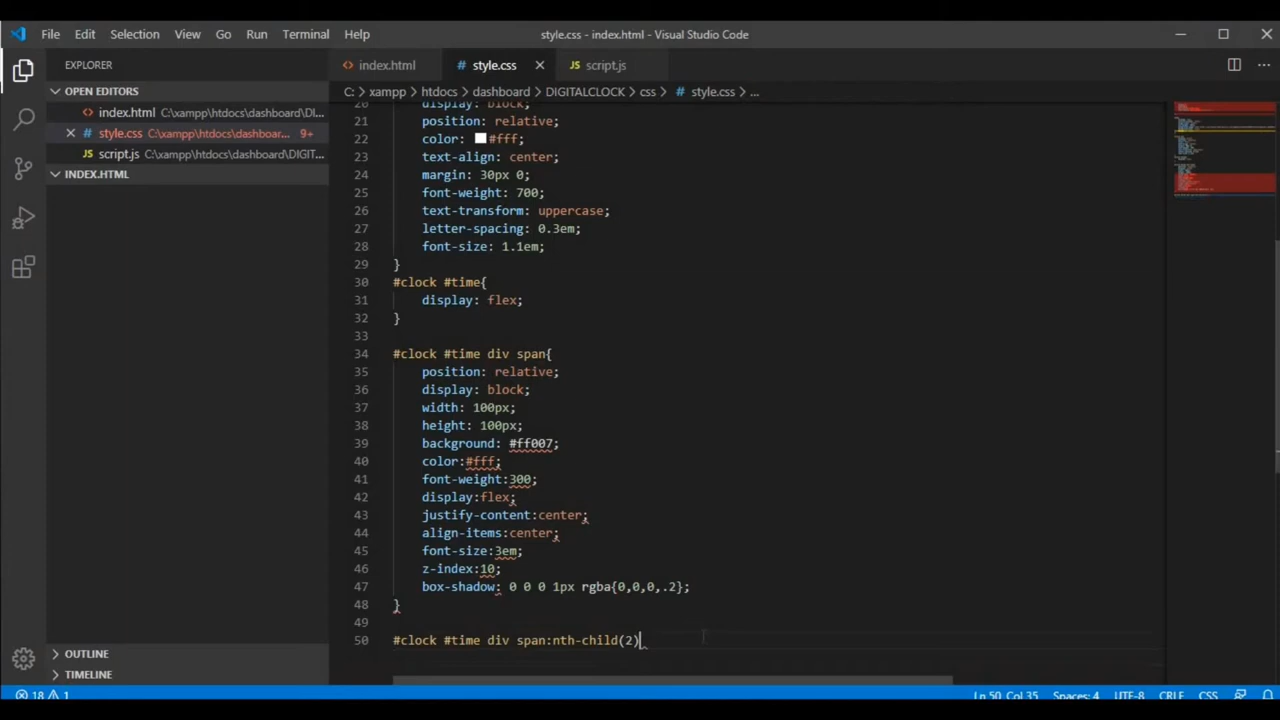 File Edit Selection View Go Run Terminal Help style.css - index.html - Visual Studio Code
EXPLORER index.html style.css script.js
OPEN EDITORS C: > xampp > htdocs > dashboard > DIGITALCLOCK > css > style.css > ...
index.html C:\xampp\htdocs\dashboard\DI...
style.css C:\xampp\htdocs\dashboar... 9+
script.js C:\xampp\htdocs\dashboard\DIGIT...
INDEX.HTML
20 display: block;
21 position: relative;
22 color: #fff;
23 text-align: center;
24 margin: 30px 0;
25 font-weight: 700;
26 text-transform: uppercase;
27 letter-spacing: 0.3em;
28 font-size: 1.1em;
29 }
30 #clock #time{
31 display: flex;
32 }
33
34 #clock #time div span{
35 position: relative;
36 display: block;
37 width: 100px;
38 height: 100px;
39 background: #ff007;
40 color:#fff;
41 font-weight:300;
42 display:flex;
43 justify-content:center;
44 align-items:center;
45 font-size:3em;
46 z-index:10;
47 box-shadow: 0 0 0 1px rgba{0,0,0,.2};
48 }
49
50 #clock #time div span:nth-child(2)
OUTLINE
TIMELINE
18 1 Ln 50, Col 35 Spaces: 4 UTF-8 CRLF CSS